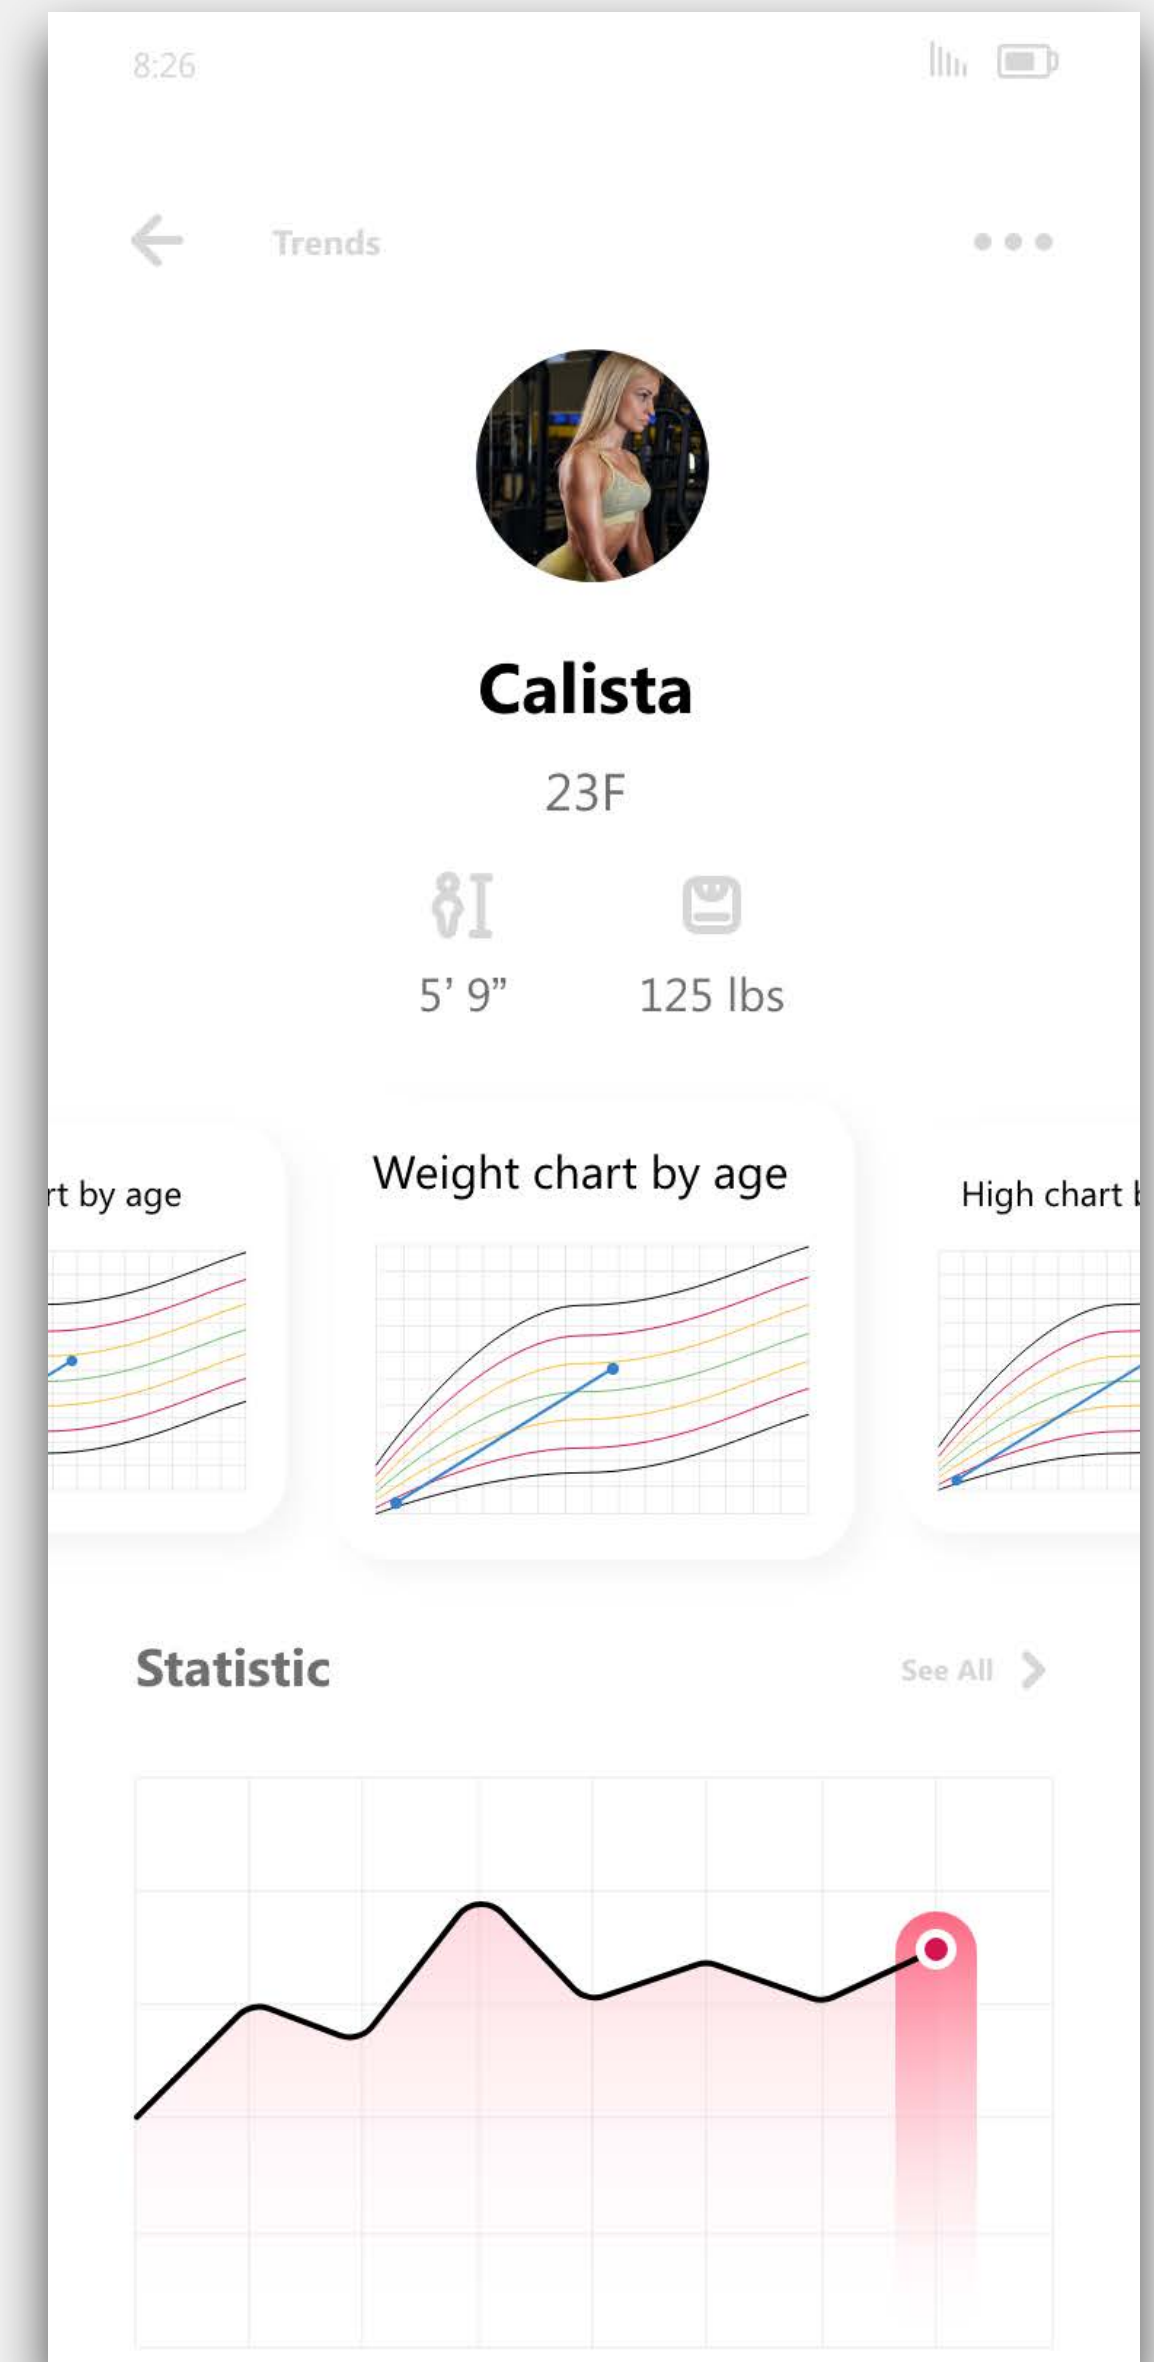 8:26
Trends
Calista
23F
5’ 9”
125 lbs
rt by age
Weight chart by age
High chart
Statistic
See All